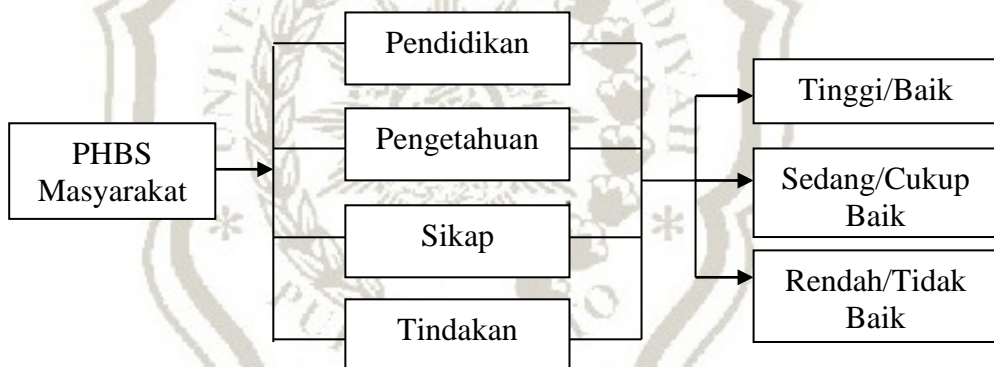 PHBS
Masyarakat
Pendidikan
Pengetahuan
Sikap
Tindakan
Tinggi/Baik
Sedang/Cukup
Baik
Rendah/Tidak
Baik